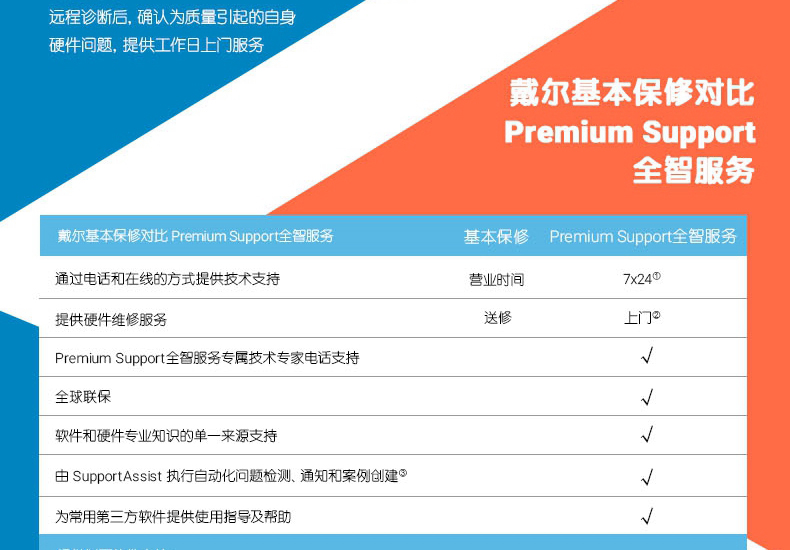 远程诊断后, 确认为质量引起的自身
硬件问题, 提供工作日上门服务
戴尔基本保修对比
Premium Support
全智服务
戴尔基本保修对比 Premium Support全智服务 基本保修 Premium Support全智服务
通过电话和在线的方式提供技术支持 营业时间 7x24①
提供硬件维修服务 送修 上门②
Premium Support全智服务专属技术专家电话支持 √
全球联保 √
软件和硬件专业知识的单一来源支持 √
由 SupportAssist 执行自动化问题检测、通知和案例创建③ √
为常用第三方软件提供使用指导及帮助 √